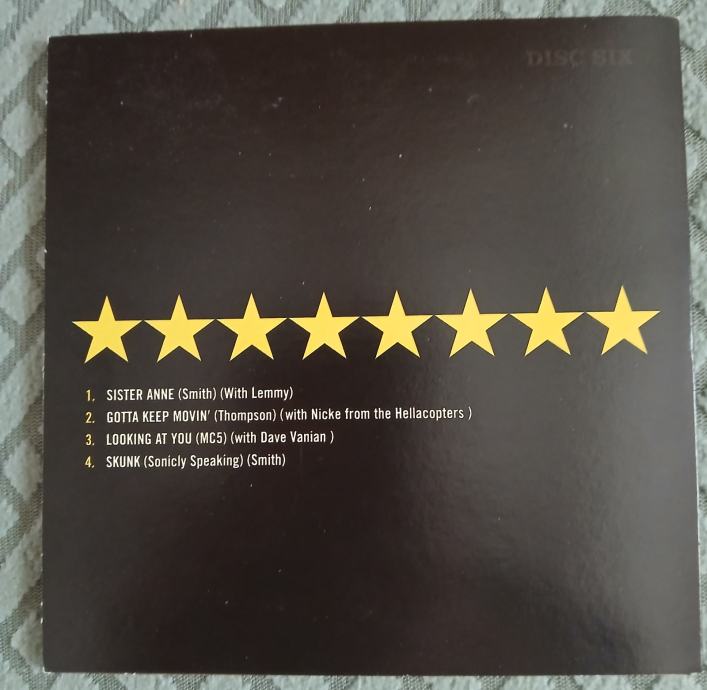 DISC SIX
1. SISTER ANNE (Smith) (With Lemmy)
2. GOTTA KEEP MOVIN' (Thompson) (with Nicke from the Hellacopters )
3. LOOKING AT YOU (MC5) (with Dave Vanian )
4. SKUNK (Sonicly Speaking) (Smith)